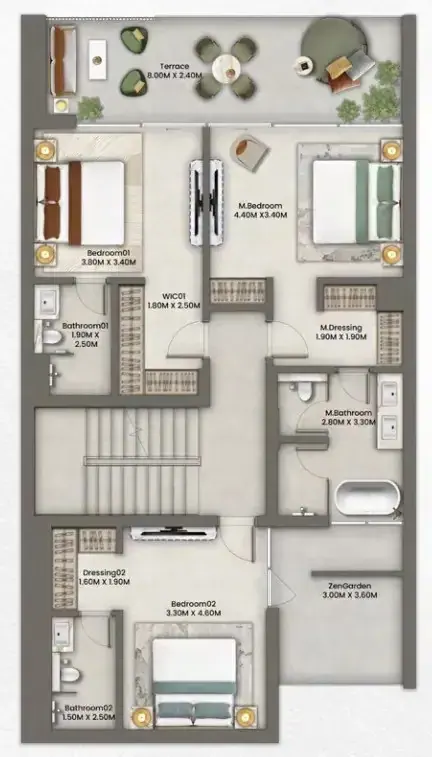 Terrace
8.00M X 2.40M
M.Bedroom
4.40M X3.40M
Bedroom01
3.80M X 3.40M
WIC01
1.80M X 2.50M
Bathroom01
1.90M X
2.50M
M.Dressing
1.90M X 1.90M
M.Bathroom
2.80M X 3.30M
Dressing02
1.60M X 1.90M
Bedroom02
3.30M X 4.60M
ZenGarden
3.00M X 3.60M
Bathroom02
1.50M X 2.50M